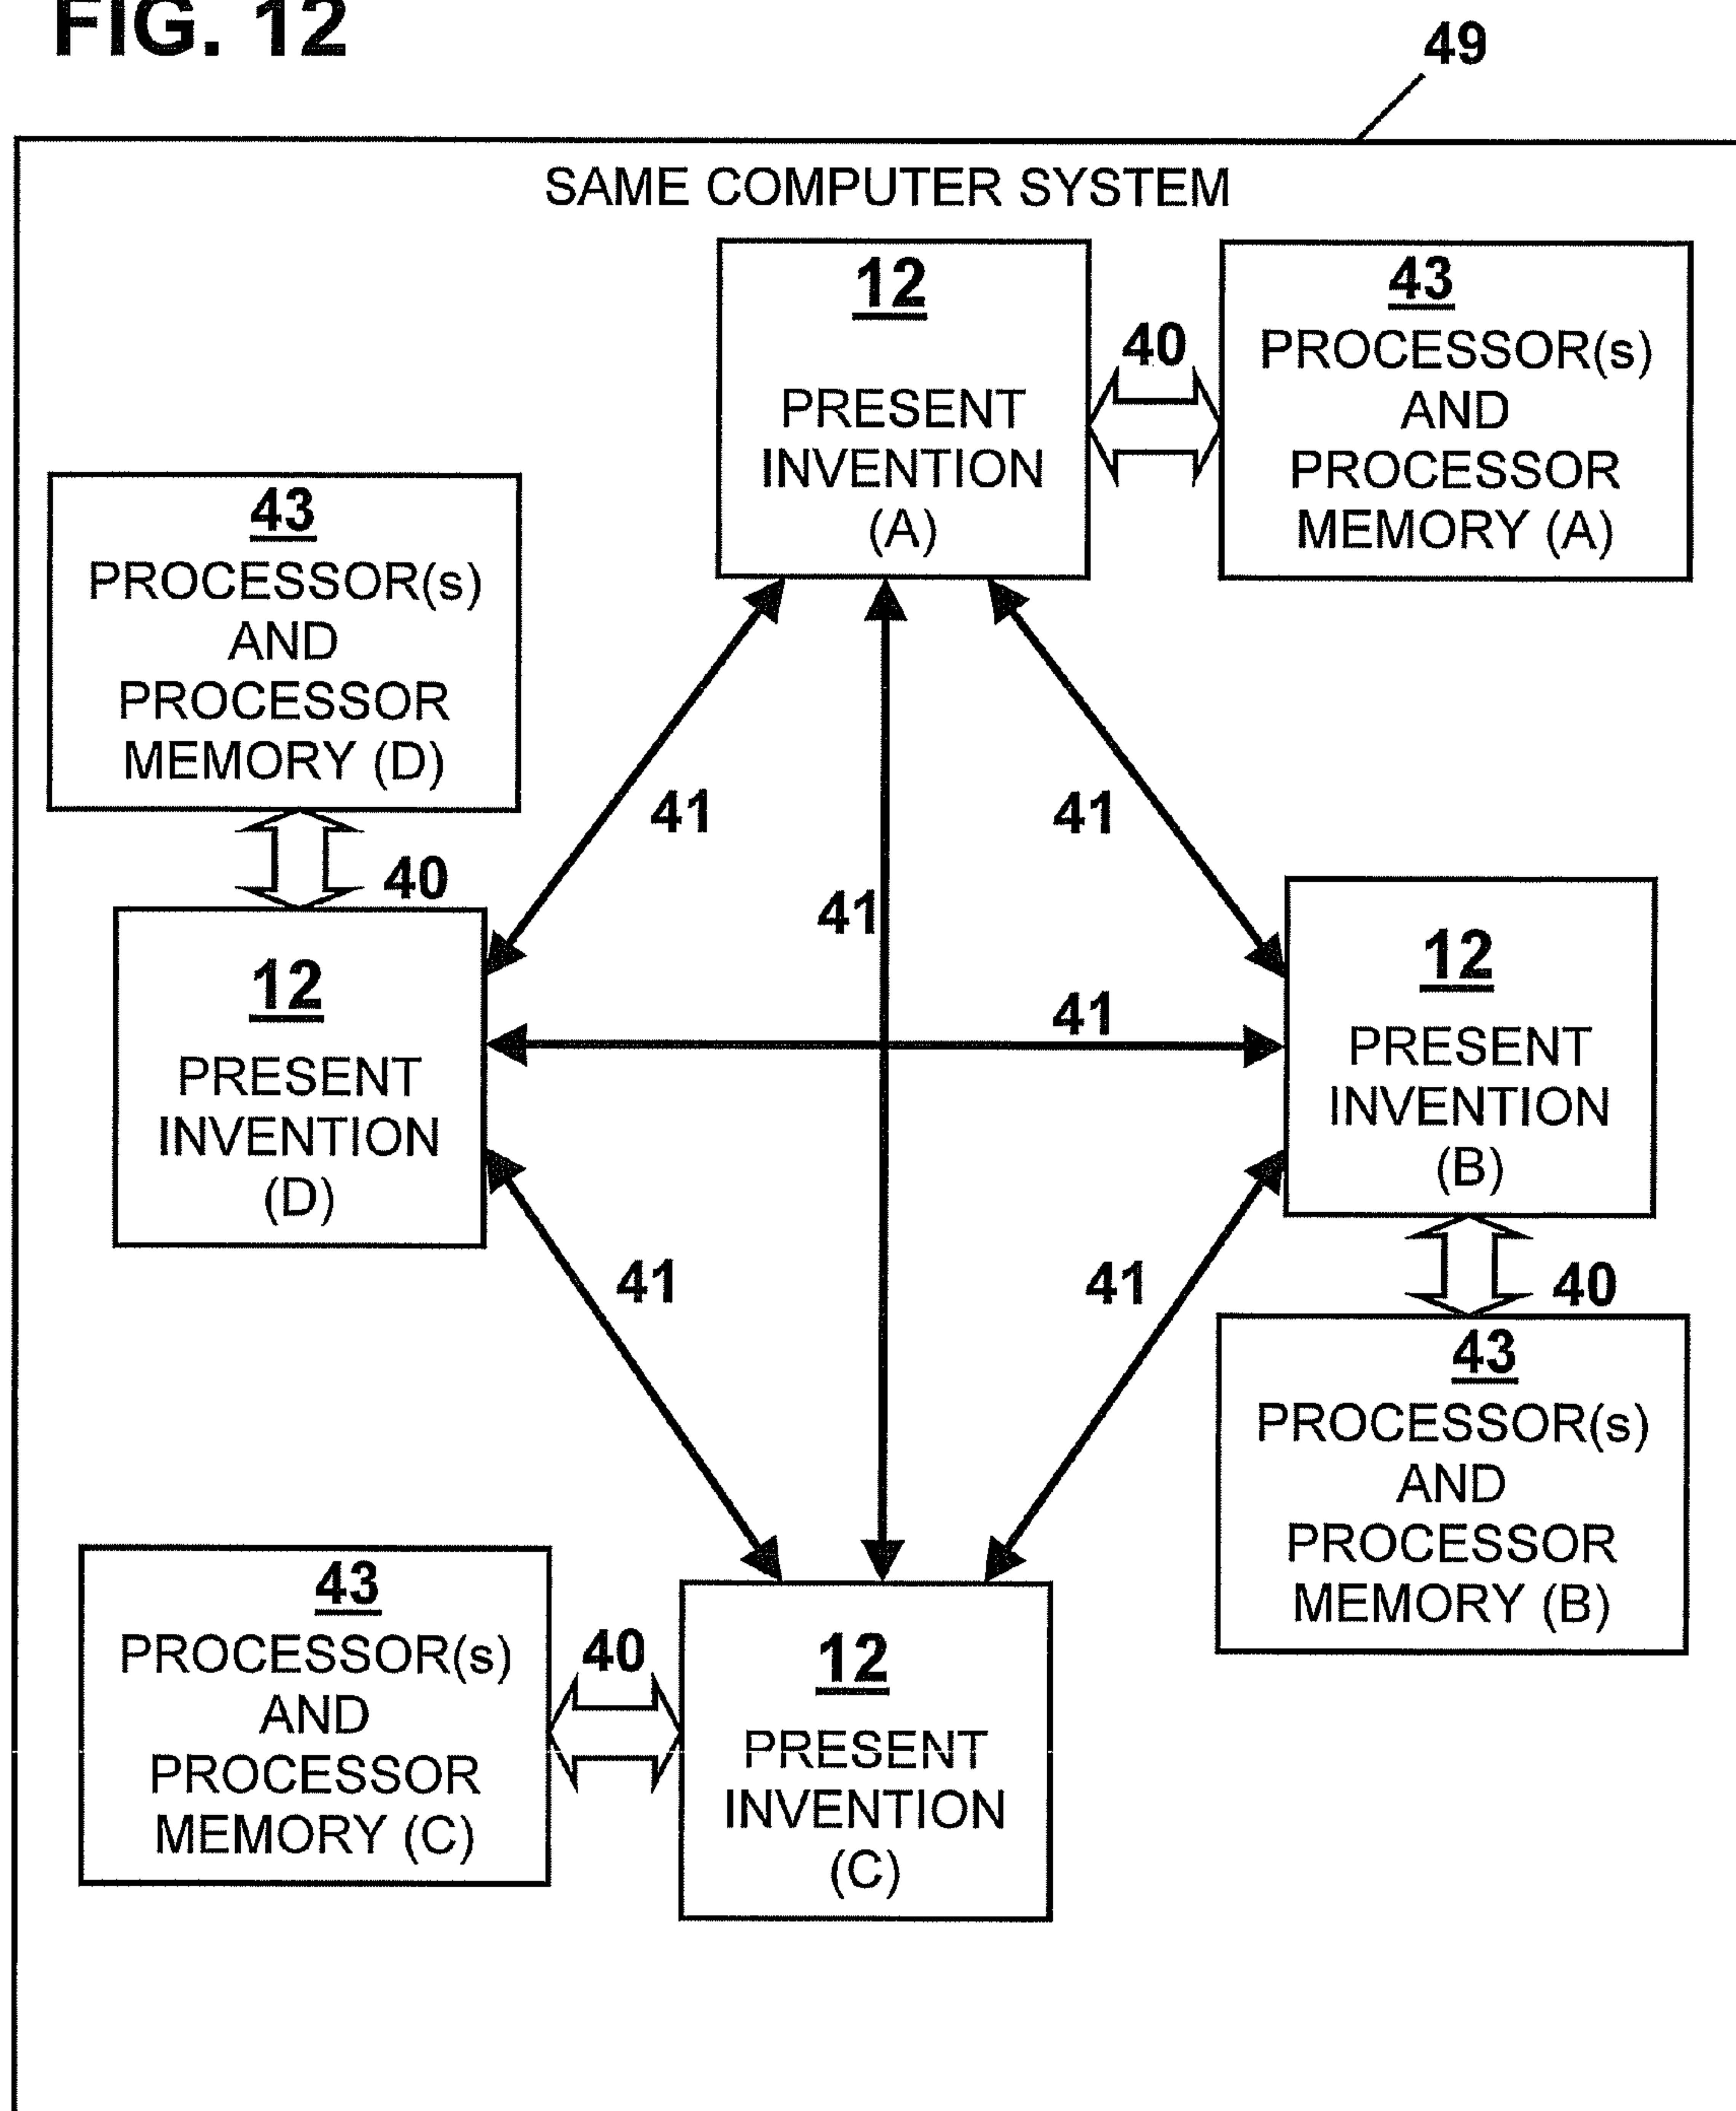 FIG. 12
49
SAME COMPUTER SYSTEM
12
PRESENT
INVENTION
(A)
40
43
PROCESSOR(s)
AND
PROCESSOR
MEMORY (A)
43
PROCESSOR(s)
AND
PROCESSOR
MEMORY (D)
40
41
41
41
41
12
PRESENT
INVENTION
(D)
12
PRESENT
INVENTION
(B)
41
41
40
43
PROCESSOR(s)
AND
PROCESSOR
MEMORY (B)
43
PROCESSOR(s)
AND
PROCESSOR
MEMORY (C)
40
12
PRESENT
INVENTION
(C)